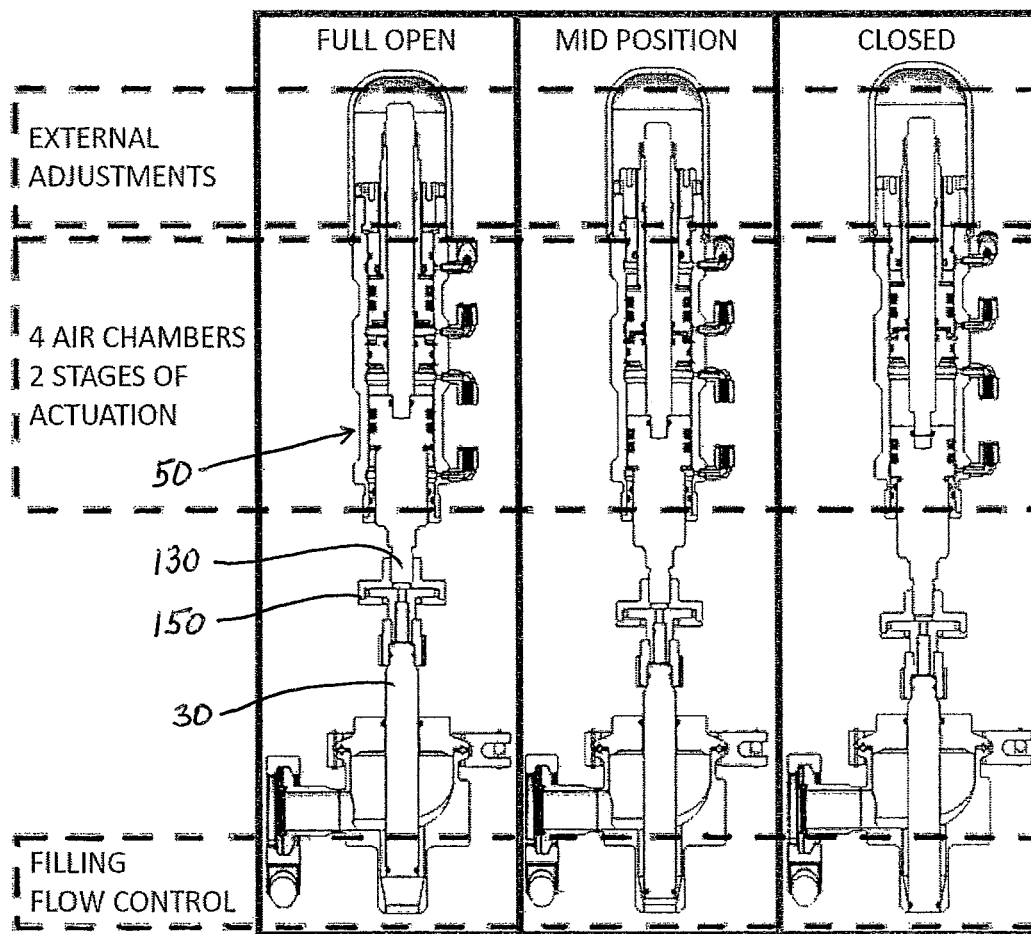 FULL OPEN
MID POSITION
CLOSED
EXTERNAL
ADJUSTMENTS
4 AIR CHAMBERS
2 STAGES OF
ACTUATION
50
130
150
30
FILLING
FLOW CONTROL